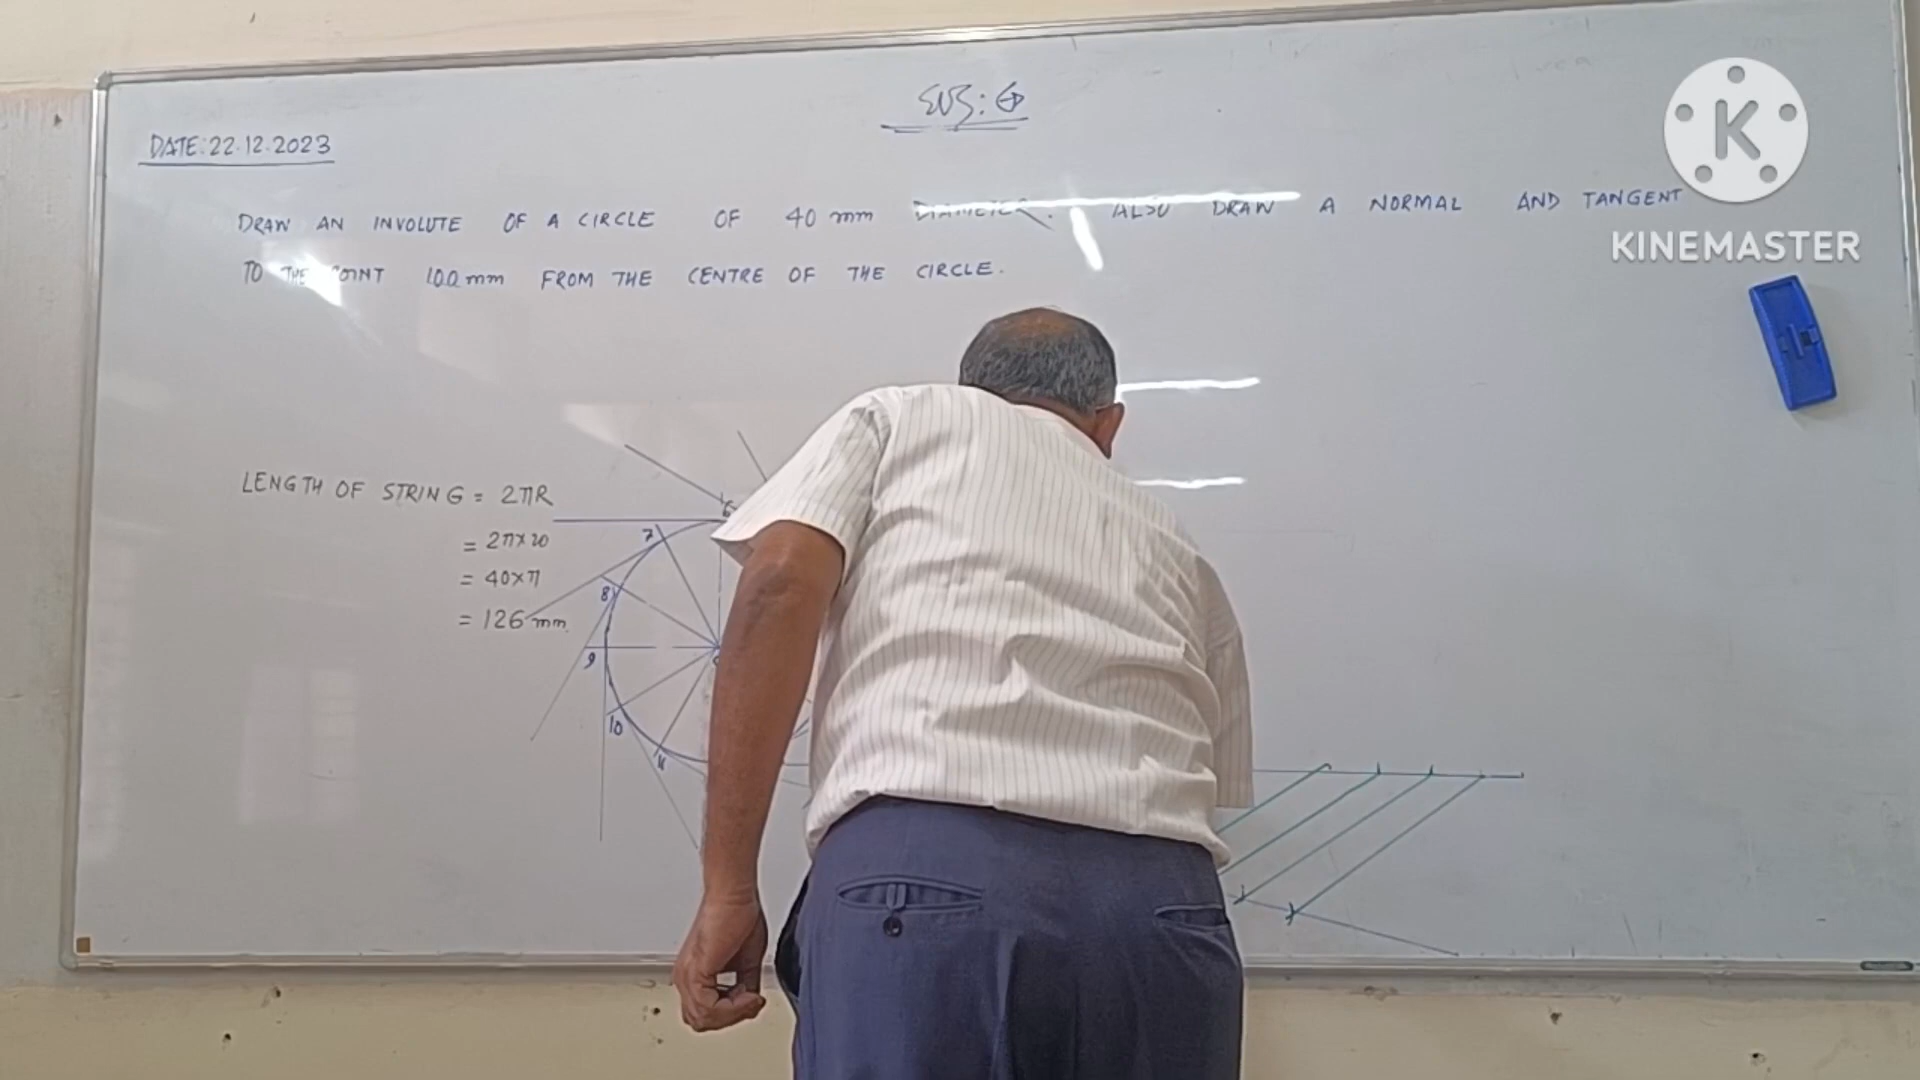 DATE:22.12.2023
DRAW AN INVOLUTE OF A CIRCLE OF 40 mm DIAMETER. ALSO DRAW A NORMAL AND TANGENT
TO THE POINT 100 mm FROM THE CENTRE OF THE CIRCLE.
K
KINEMASTER
LENGTH OF STRING = 2πR
= 2π×20
= 40×π
= 126 mm.
6
7
8
9
10
11